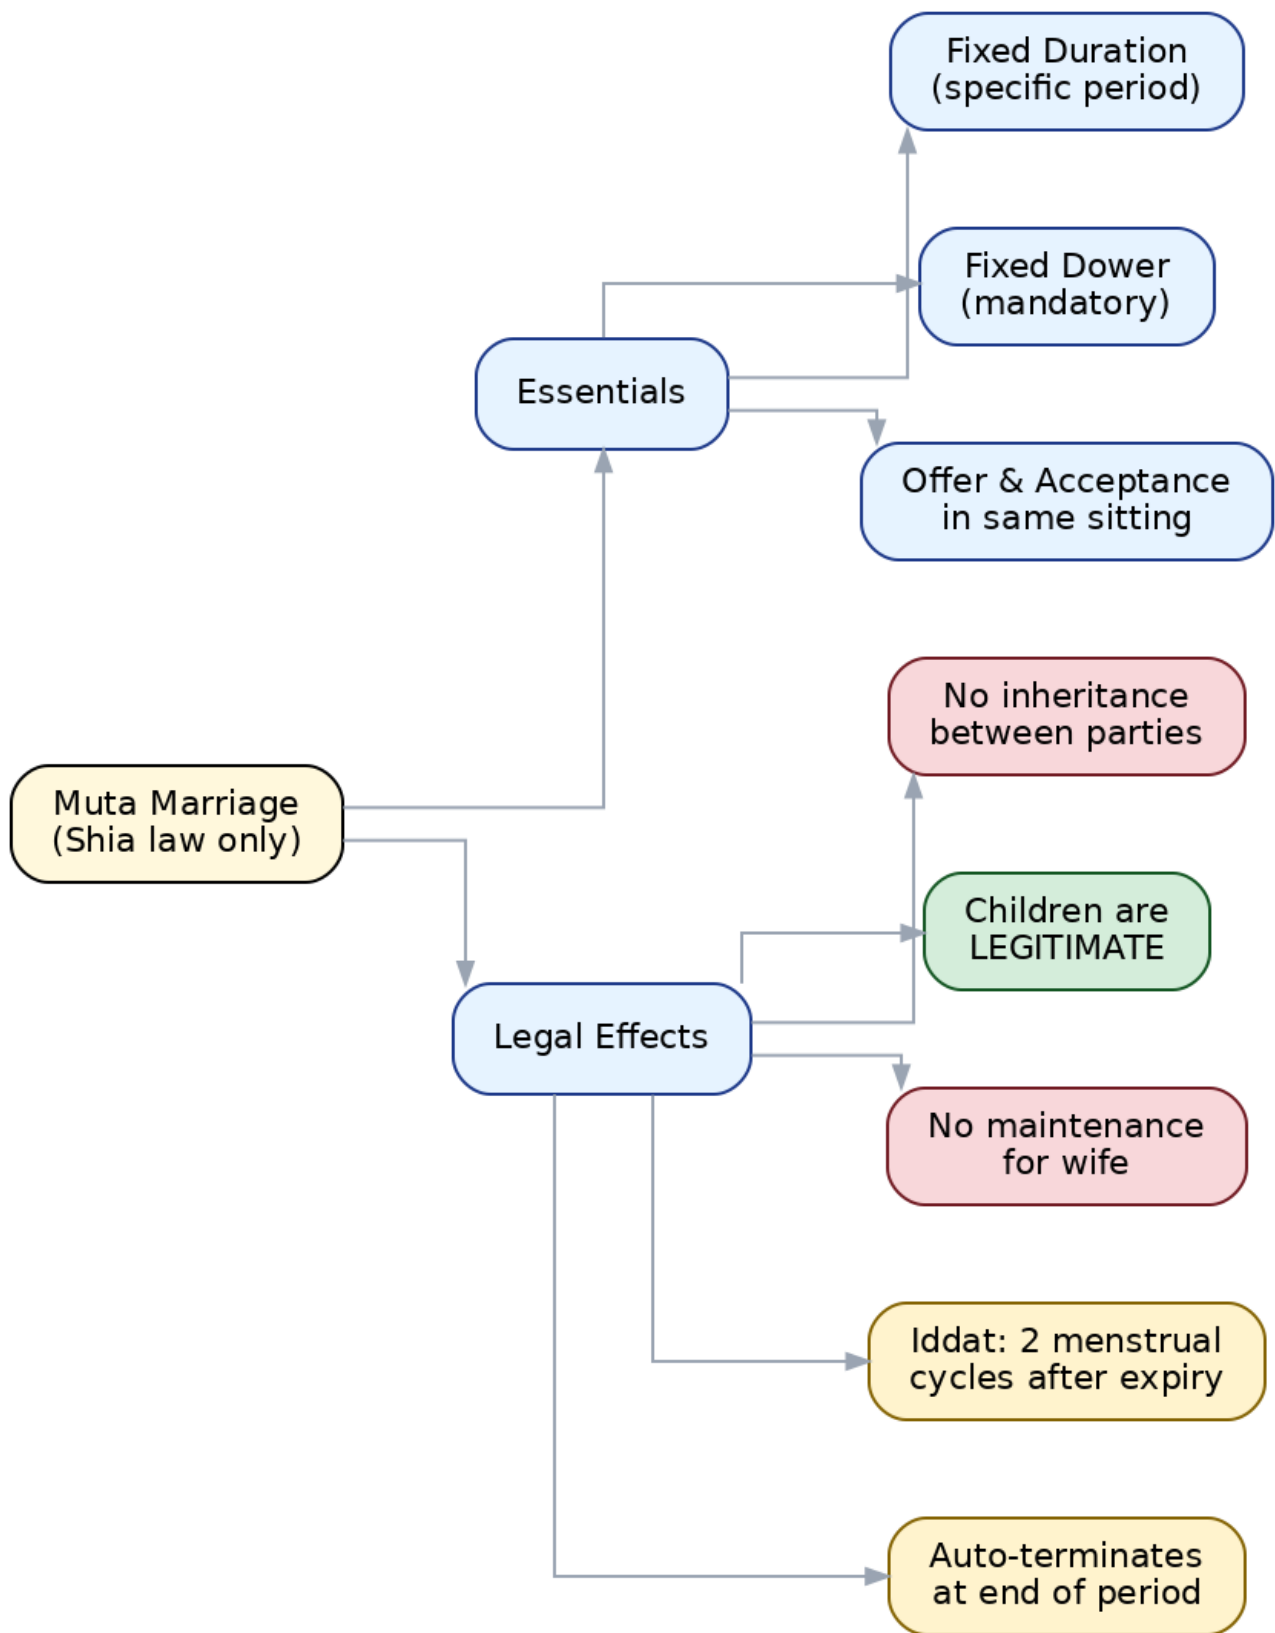 Fixed Duration
(specific period)
Fixed Dower
(mandatory)
Essentials
Offer & Acceptance
in same sitting
No inheritance
between parties
Muta Marriage
(Shia law only)
Children are
LEGITIMATE
Legal Effects
No maintenance
for wife
Iddat: 2 menstrual
cycles after expiry
Auto-terminates
at end of period